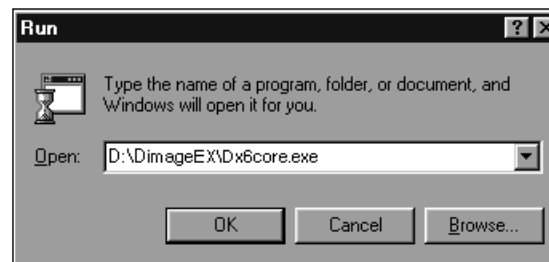 Run
Type the name of a program, folder, or document, and
Windows will open it for you.
Open: D:\DimageEX\Dx6core.exe
OK Cancel Browse...